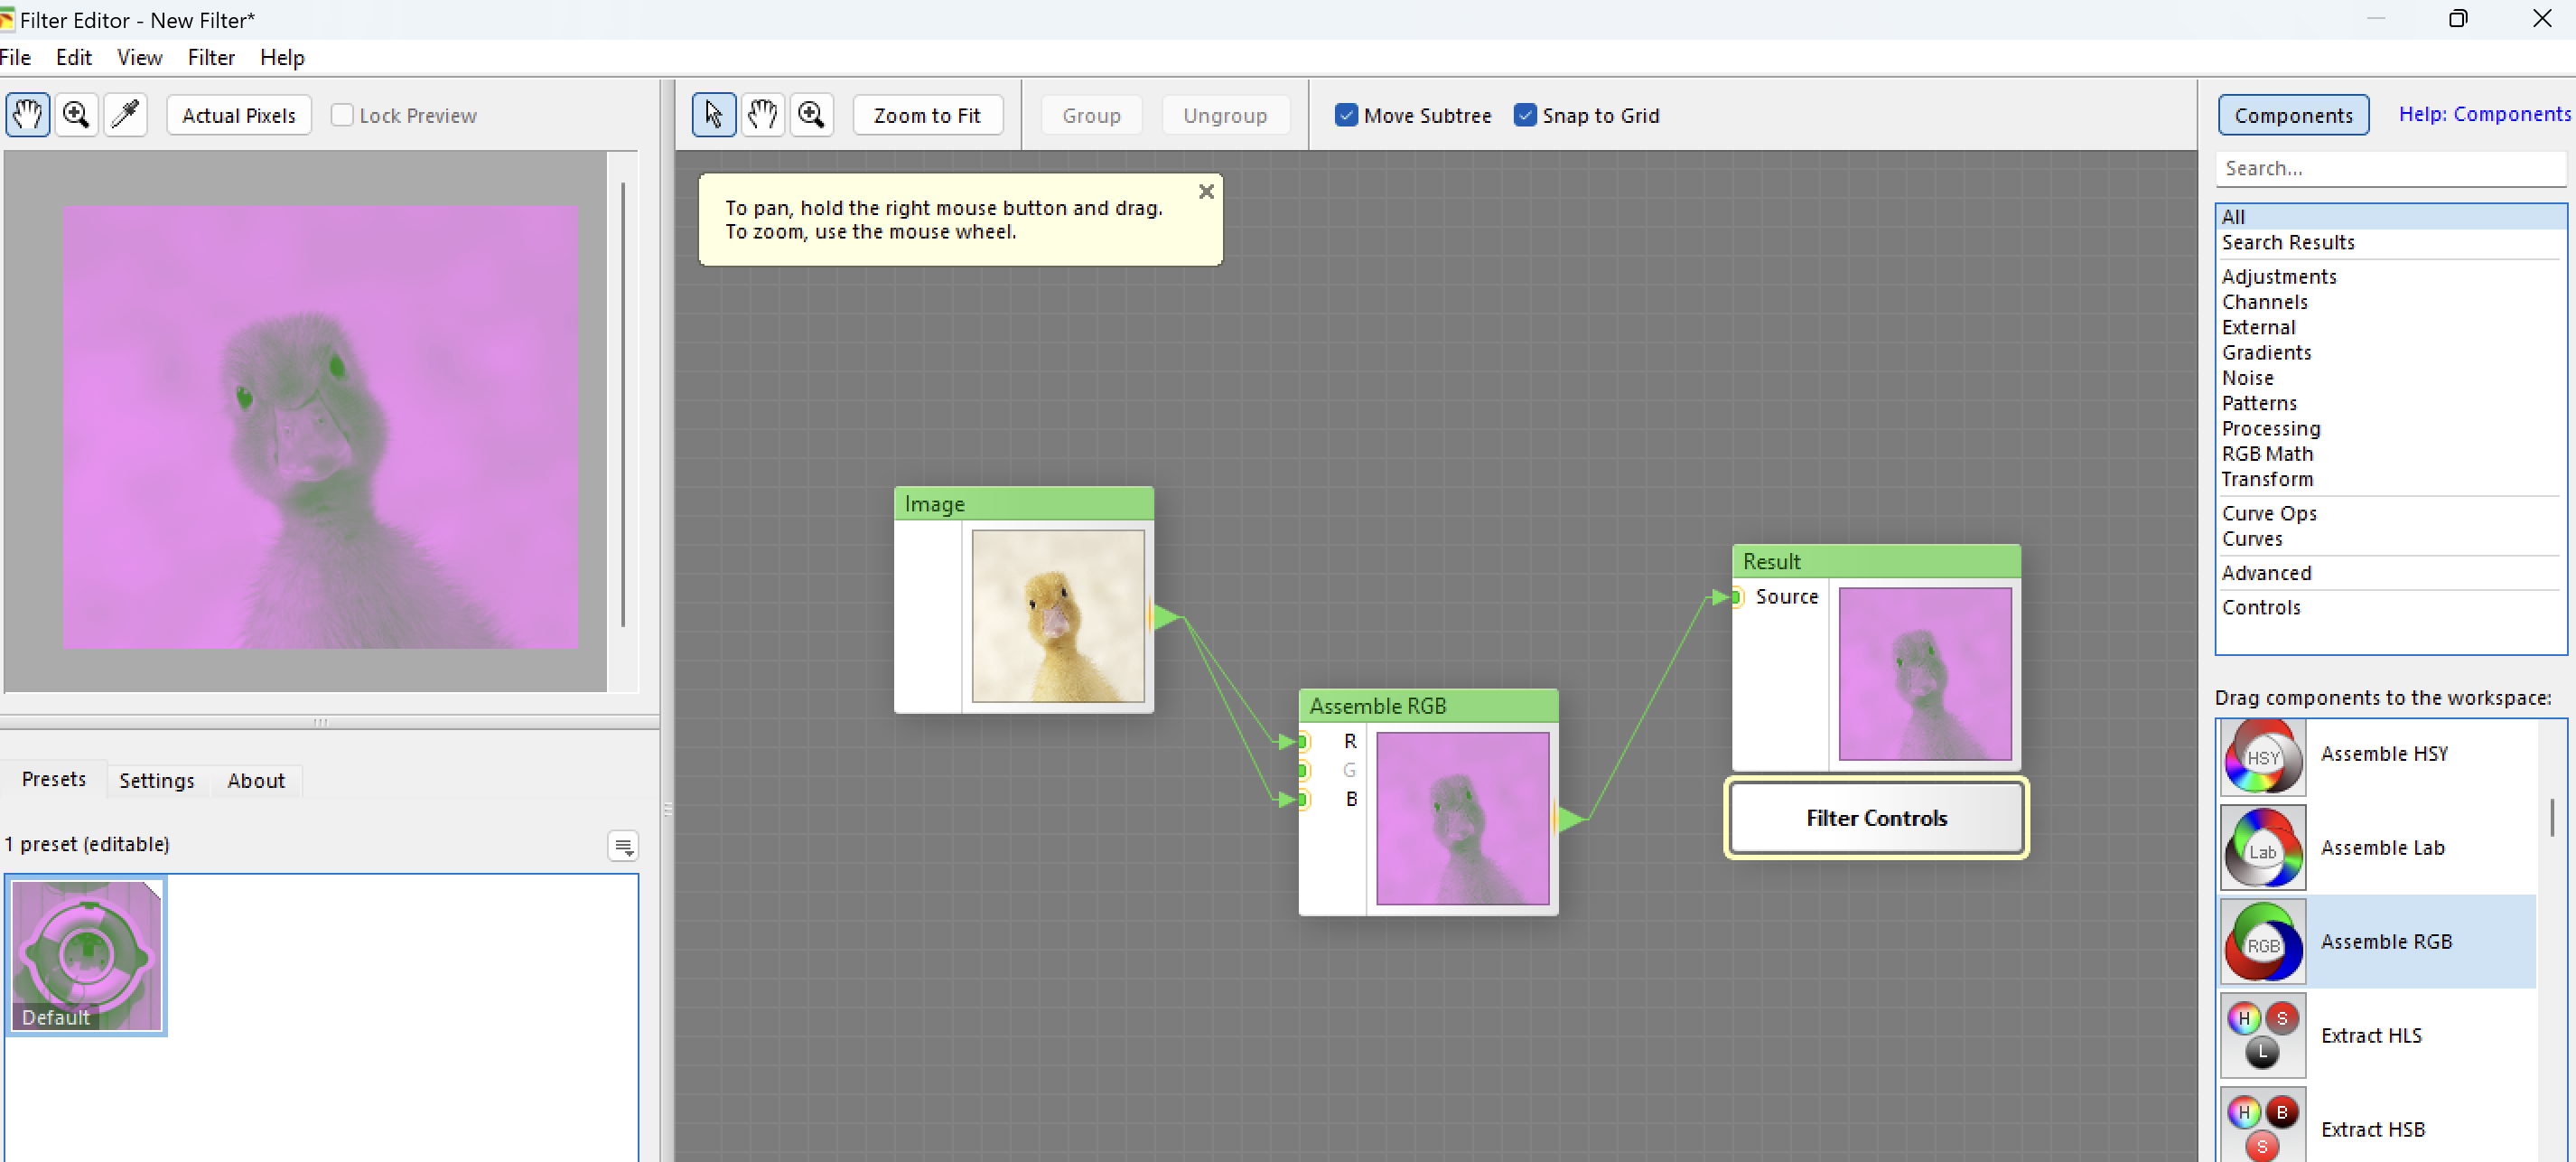 Filter Editor - New Filter*
File Edit View Filter Help
Actual Pixels Lock Preview
Zoom to Fit Group Ungroup Move Subtree Snap to Grid
Components Help: Components
Search...
To pan, hold the right mouse button and drag.
To zoom, use the mouse wheel.
All
Search Results
Adjustments
Channels
External
Gradients
Noise
Patterns
Processing
RGB Math
Transform
Curve Ops
Curves
Advanced
Controls
Image
Assemble RGB
R
G
B
Result
Source
Filter Controls
Presets Settings About
1 preset (editable)
Default
Drag components to the workspace:
HSY Assemble HSY
Lab Assemble Lab
RGB Assemble RGB
H S
L
Extract HLS
H B
S
Extract HSB